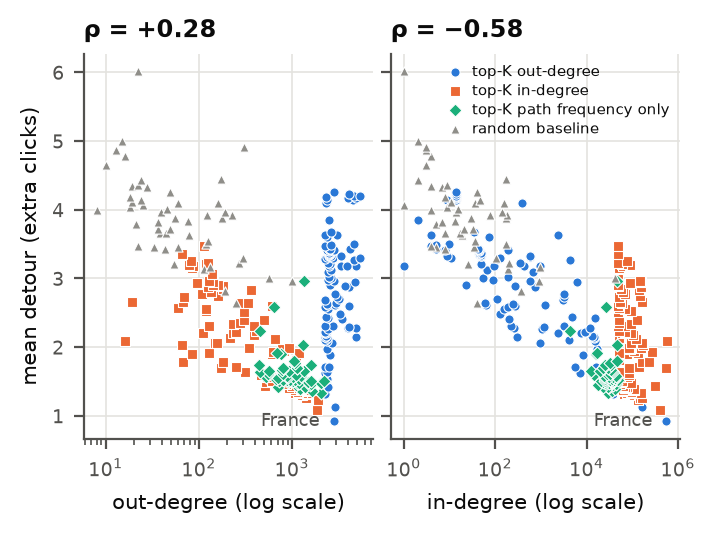 ρ = +0.28
ρ = −0.58
top-K out-degree
top-K in-degree
top-K path frequency only
random baseline
mean detour (extra clicks)
6
5
4
3
2
1
France
France
10¹
10²
10³
10⁰
10²
10⁴
10⁶
out-degree (log scale)
in-degree (log scale)